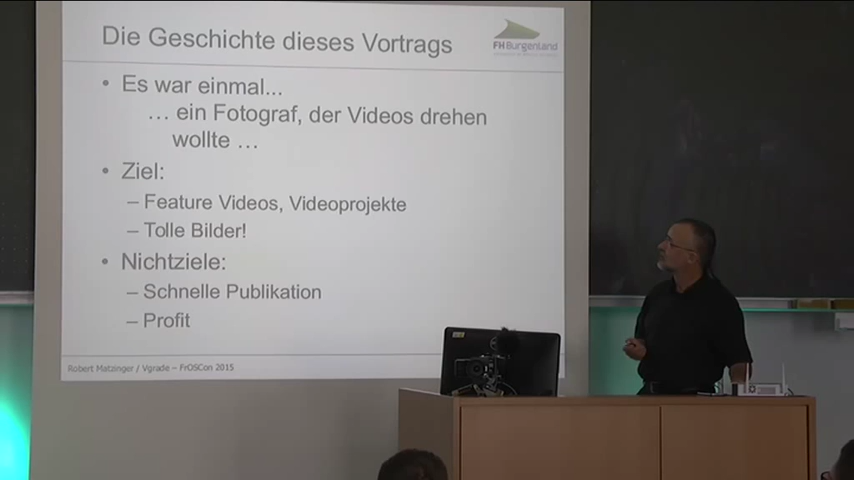 Die Geschichte dieses Vortrags
FH Burgenland
• Es war einmal...
... ein Fotograf, der Videos drehen
wollte ...
• Ziel:
– Feature Videos, Videoprojekte
– Tolle Bilder!
• Nichtziele:
– Schnelle Publikation
– Profit
Robert Matzinger / Vgrade – FrOSCon 2015